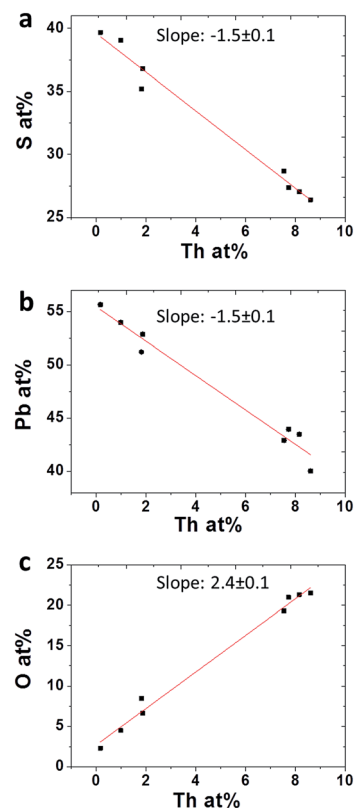 a
Slope: -1.5±0.1
S at%
40
35
30
25
0 2 4 6 8 10
Th at%
b
Slope: -1.5±0.1
Pb at%
55
50
45
40
0 2 4 6 8 10
Th at%
c
Slope: 2.4±0.1
O at%
25
20
15
10
5
0
0 2 4 6 8 10
Th at%